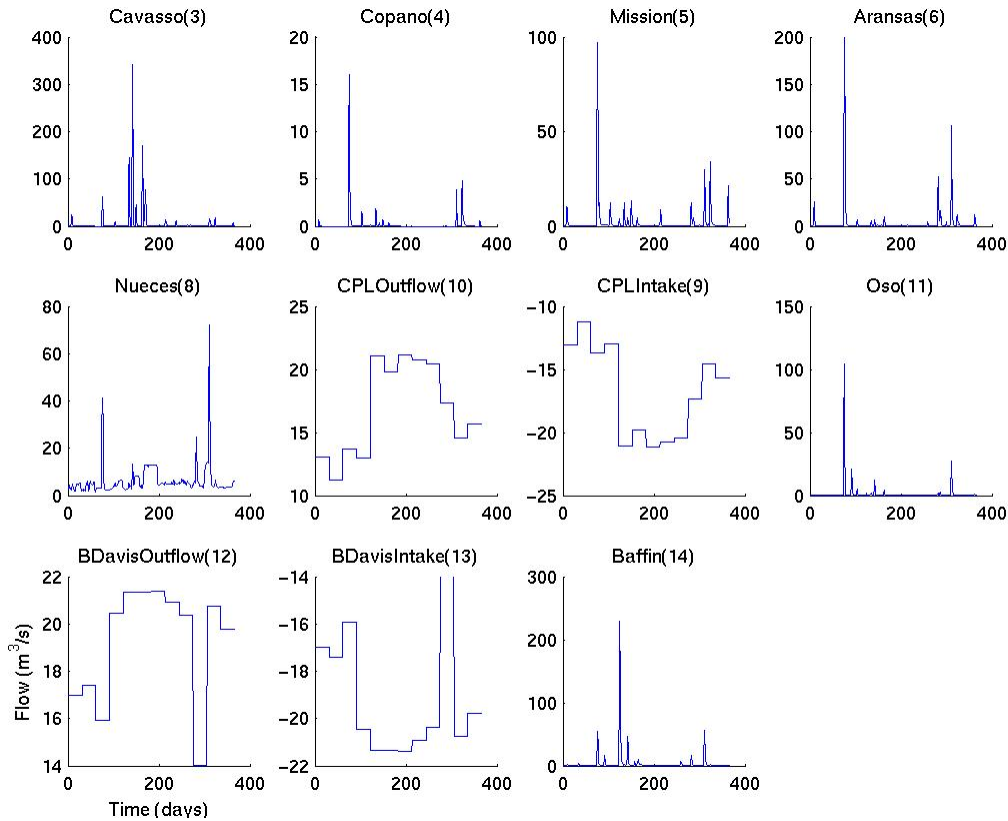 Cavasso(3) Copano(4) Mission(5) Aransas(6)
400 20 100 200
300 15 150
200 10 50 100
100 5 50
0 0 0 0
0 200 400 0 200 400 0 200 400 0 200 400
Nueces(8) CPLOutflow(10) CPLIntake(9) Oso(11)
80 25 −10 150
60 20 −15 100
40
20 15 −20 50
0 10 −25 0
0 200 400 0 200 400 0 200 400 0 200 400
BDavisOutflow(12) BDavisIntake(13) Baffin(14)
22 −14 300
20 −16 200
18 −18
16 −20 100
14 −22 0
0 200 400 0 200 400 0 200 400
Flow (m³/s)
Time (days)